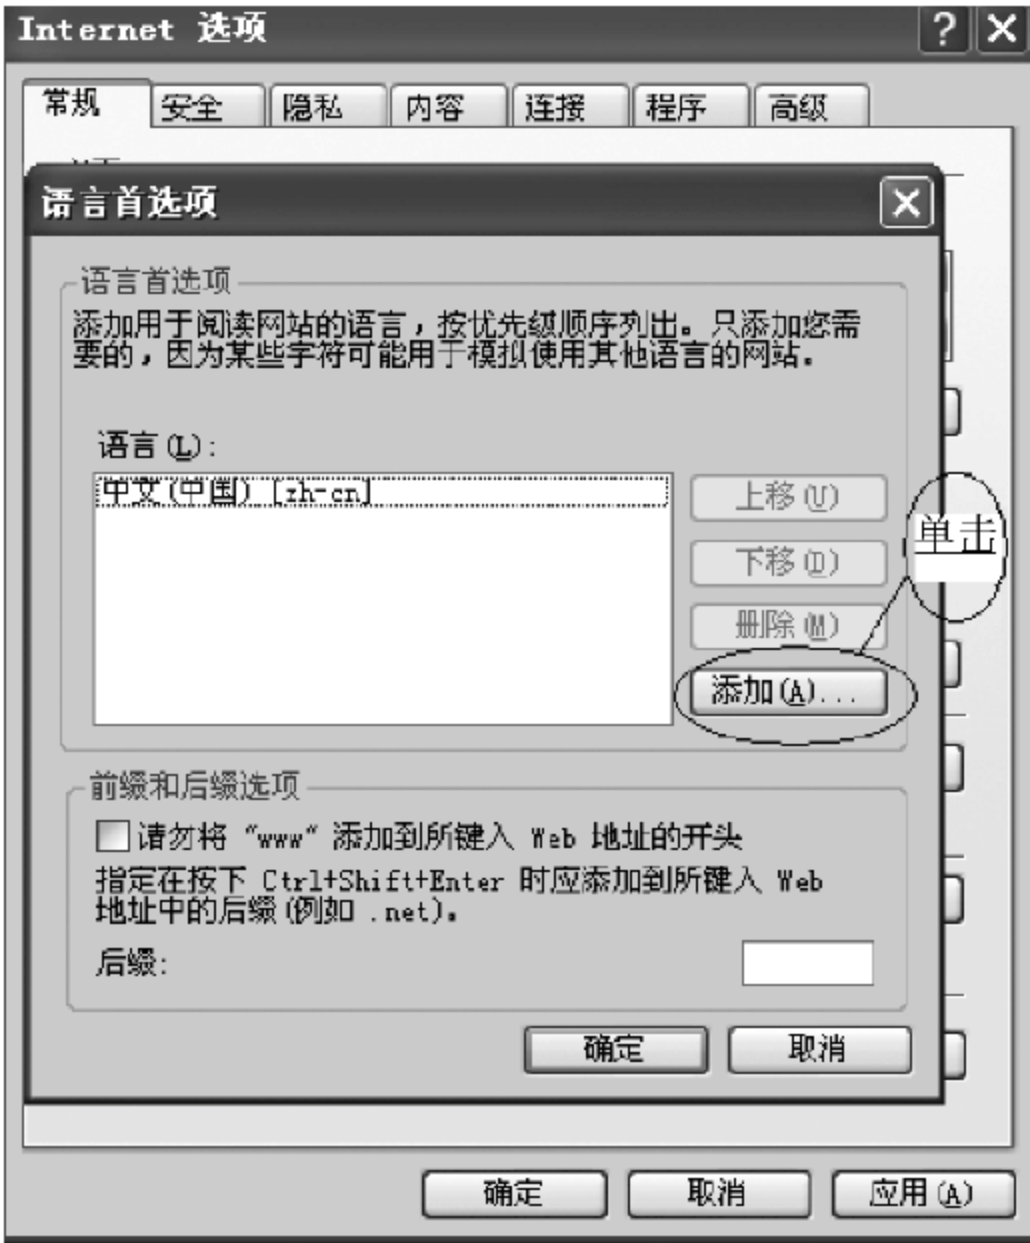 Internet 选项
常规 安全 隐私 内容 连接 程序 高级
语言首选项
语言首选项
添加用于阅读网站的语言，按优先级顺序列出。只添加您需
要的，因为某些字符可能用于模拟使用其他语言的网站。
语言(L):
中文(中国) [zh-cn]
上移(U)
单击
下移(D)
删除(M)
添加(A)...
前缀和后缀选项
请勿将 “www” 添加到所键入 Web 地址的开头
指定在按下 Ctrl+Shift+Enter 时应添加到所键入 Web
地址中的后缀(例如 .net)。
后缀:
确定 取消
确定 取消 应用(A)